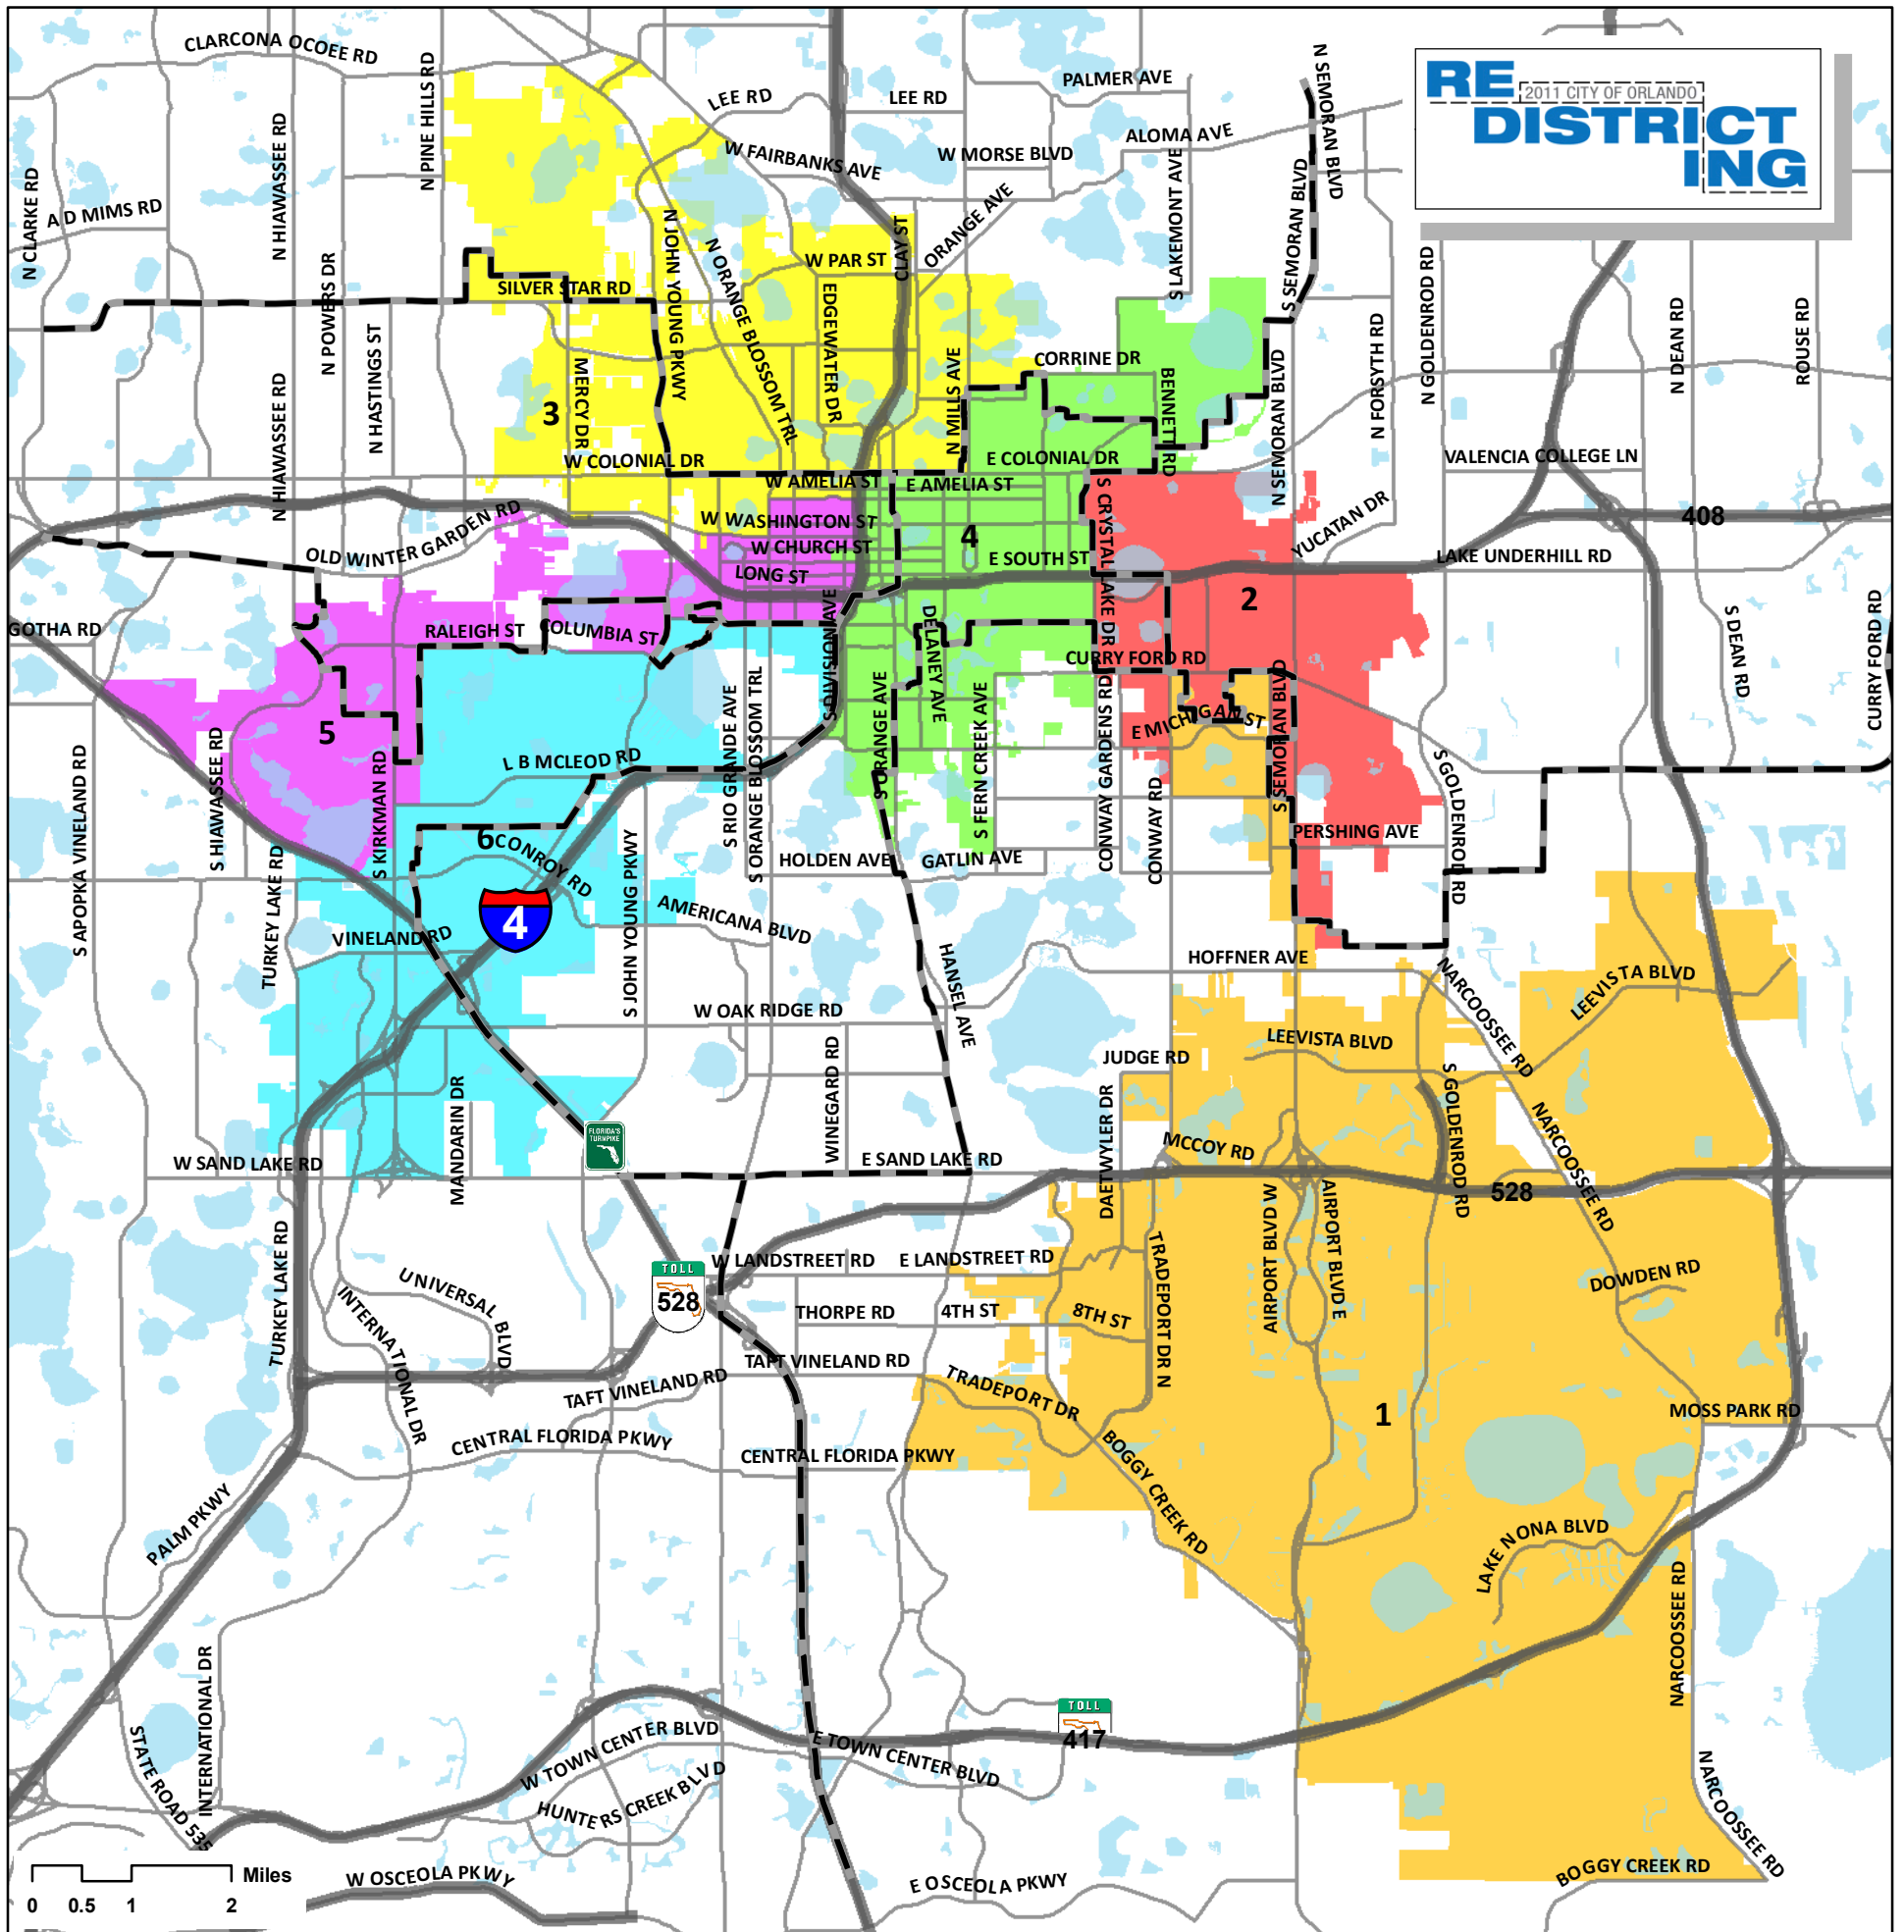 RE
2011 CITY OF ORLANDO
DISTRICT
ING
CLARCONA OCOEE RD
N PINE HILLS RD
LEE RD
LEE RD
PALMER AVE
N SEMORAN BLVD
N HIAWASSEE RD
W FAIRBANKS AVE
W MORSE BLVD
ALOMA AVE
N CLARKE RD
A D MIMS RD
S LAKEMONT AVE
S SEMORAN BLVD
N JOHN YOUNG PKWY
N ORANGE BLOSSOM TRL
W PAR ST
CLAY ST
ORANGE AVE
N POWERS DR
SILVER STAR RD
EDGEWATER DR
N GOLDENROD RD
N DEAN RD
ROUSE RD
N HASTINGS ST
N HIAWASSEE RD
MERCY DR
3
N MILLS AVE
CORRINE DR
BENNETT RD
N FORSYTH RD
W COLONIAL DR
E COLONIAL DR
N SEMORAN BLVD
VALENCIA COLLEGE LN
W AMELIA ST
E AMELIA ST
OLD WINTER GARDEN RD
W WASHINGTON ST
4
S CRYSTAL LAKE DR
YUCATAN DR
408
W CHURCH ST
E SOUTH ST
LAKE UNDERHILL RD
LONG ST
2
GOTHA RD
RALEIGH ST
COLUMBIA ST
S DIVISION AVE
DELANEY AVE
CURRY FORD RD
S DEAN RD
CURRY FORD RD
5
S APOPKA VINELAND RD
S HIAWASSEE RD
S KIRKMAN RD
L B MCLEOD RD
S RIO GRANDE AVE
S ORANGE BLOSSOM TRL
S ORANGE AVE
S FERN CREEK AVE
CONWAY GARDENS RD
E MICHIGAN ST
CONWAY RD
S SEMORAN BLVD
S GOLDENROD RD
PERSHING AVE
TURKEY LAKE RD
6
CONROY RD
4
HOLDEN AVE
GATLIN AVE
S JOHN YOUNG PKWY
AMERICANA BLVD
VINELAND RD
HANSEL AVE
HOFFNER AVE
NARCOOSSEE RD
LEEVISTA BLVD
W OAK RIDGE RD
LEEVISTA BLVD
JUDGE RD
WINEGARD RD
MANDARIN DR
DAETWYLER DR
S GOLDENROD RD
NARCOOSSEE RD
FLORIDA'S
TURNPIKE
W SAND LAKE RD
E SAND LAKE RD
MCCOY RD
528
TURKEY LAKE RD
AIRPORT BLVD W
AIRPORT BLVD E
W LANDSTREET RD
E LANDSTREET RD
TRADEPORT DR N
DOWDEN RD
TOLL
528
UNIVERSAL BLVD
INTERNATIONAL DR
THORPE RD
4TH ST
8TH ST
TAFT VINELAND RD
TAFT VINELAND RD
TRADEPORT DR
1
MOSS PARK RD
CENTRAL FLORIDA PKWY
CENTRAL FLORIDA PKWY
BOGGY CREEK RD
PALM PKWY
LAKE NONA BLVD
NARCOOSSEE RD
INTERNATIONAL DR
STATE ROAD 535
W TOWN CENTER BLVD
E TOWN CENTER BLVD
TOLL
417
HUNTERS CREEK BLVD
NARCOOSSEE RD
W OSCEOLA PKWY
E OSCEOLA PKWY
BOGGY CREEK RD
Miles
0 0.5 1 2